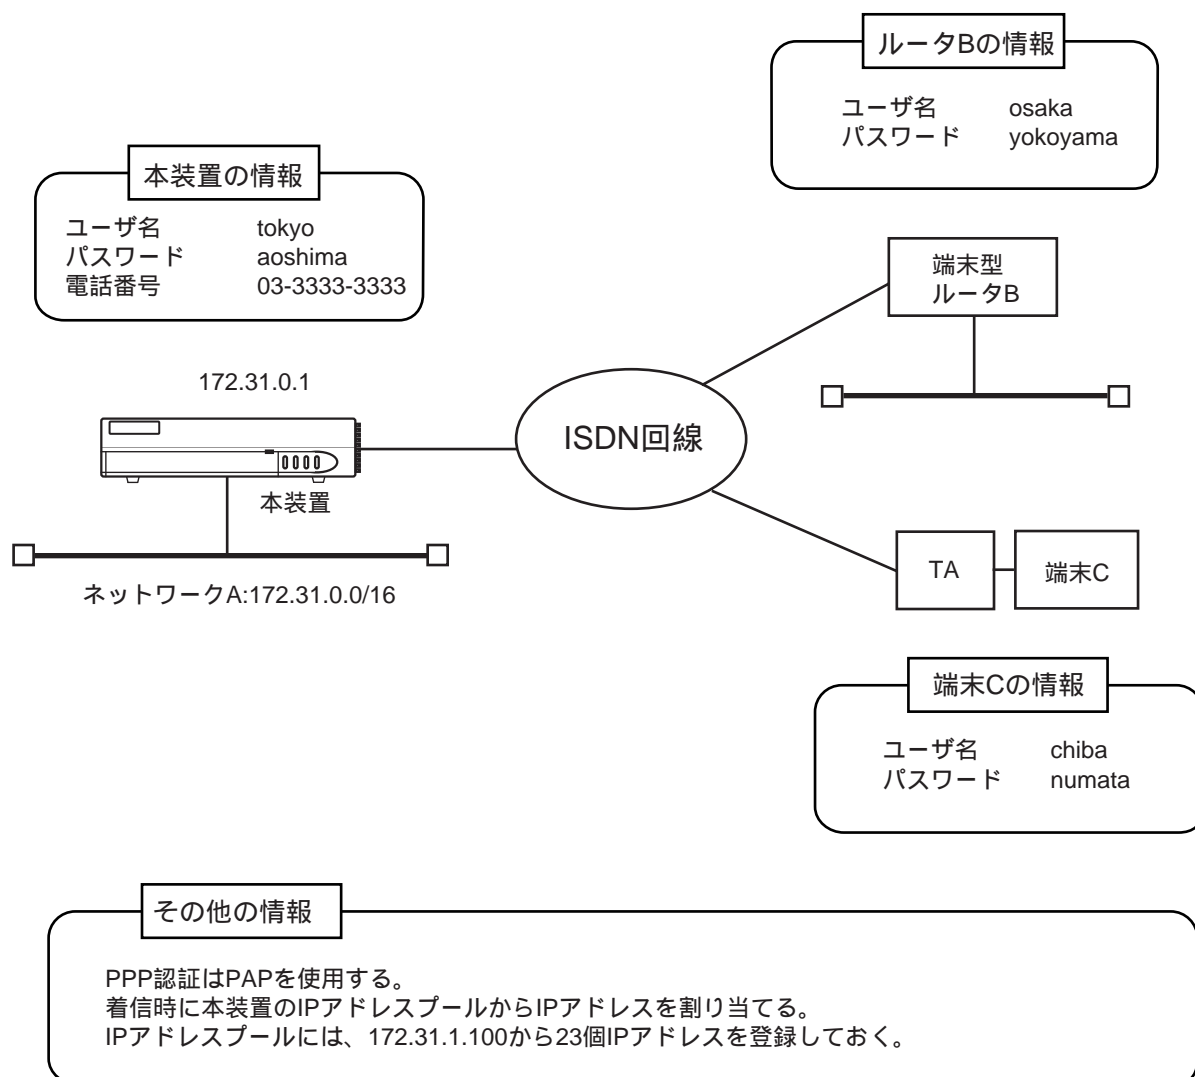 ルータBの情報
ユーザ名 osaka
パスワード yokoyama
本装置の情報
ユーザ名 tokyo
パスワード aoshima
電話番号 03-3333-3333
端末型
ルータB
172.31.0.1
ISDN回線
本装置
ネットワークA:172.31.0.0/16
TA
端末C
端末Cの情報
ユーザ名 chiba
パスワード numata
その他の情報
PPP認証はPAPを使用する。
着信時に本装置のIPアドレスプールからIPアドレスを割り当てる。
IPアドレスプールには、172.31.1.100から23個IPアドレスを登録しておく。